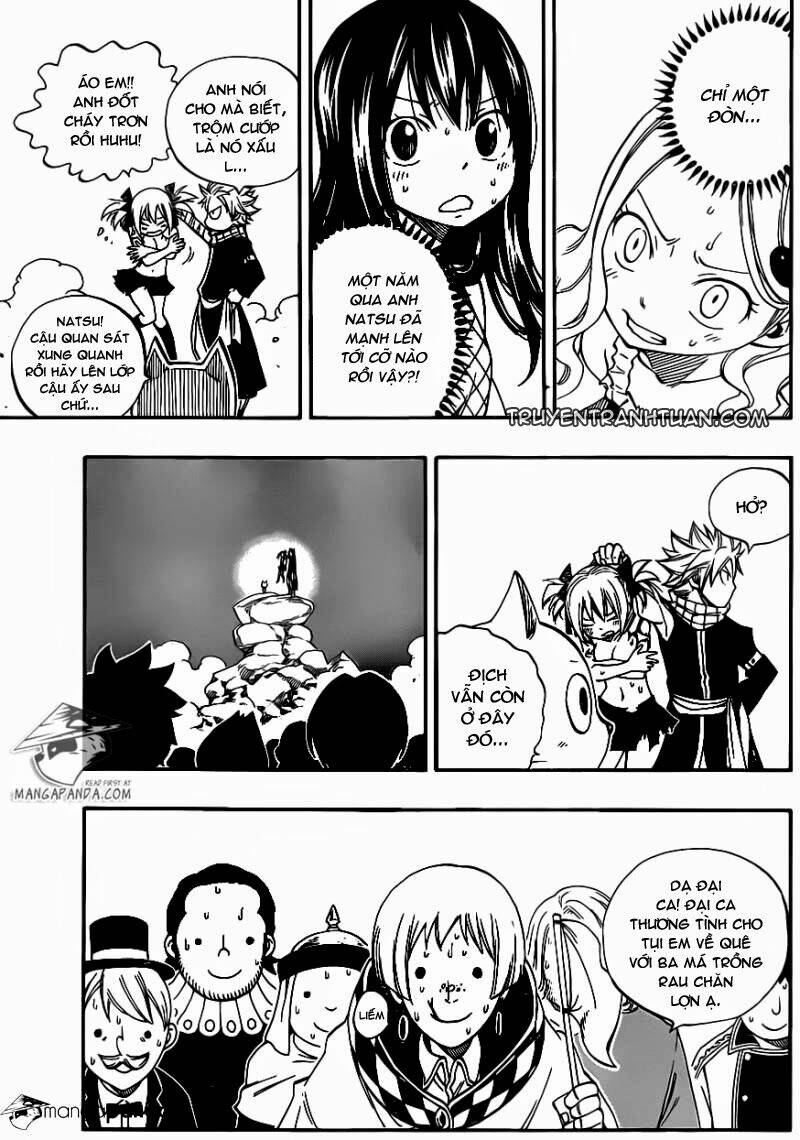 CHỈ MỘT
ĐÒN...
MỘT NĂM
QUA ANH
NATSU ĐÃ
MẠNH LÊN
TỚI CỠ NÀO
RỒI VẬY?!
ANH NÓI
CHO MÀ BIẾT,
TRỘM CƯỚP
LÀ NÓ XẤU
L...
ÁO EM!!
ANH ĐỐT
CHÁY TRƠN
RỒI HUHU!
NATSU!
CẬU QUAN SÁT
XUNG QUANH
RỒI HÃY LÊN LỚP
CẬU ẤY SAU
CHỨ...
TRUYENTRANHTUAN.COM
HỞ?
ĐỊCH
VẪN CÒN
Ở ĐÂY
ĐÓ...
READ FIRST AT
MANGAPANDA.COM
DẠ ĐẠI
CA! ĐẠI CA
THƯƠNG TÌNH CHO
TỤI EM VỀ QUÊ
VỚI BA MÁ TRỒNG
RAU CHĂN
LỢN Ạ.
LIẾM